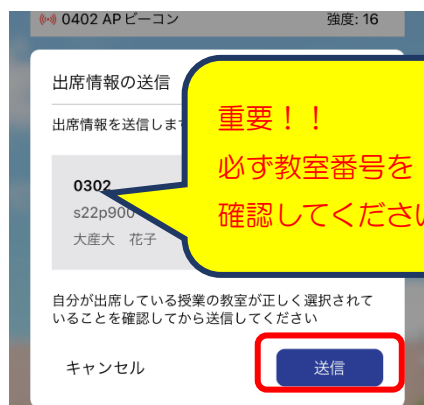 0402 APビーコン 強度: 16
出席情報の送信
出席情報を送信しま
重要！！
必ず教室番号を
確認してください
0302
s22p900
大産大 花子
自分が出席している授業の教室が正しく選択されて
いることを確認してから送信してください
キャンセル 送信